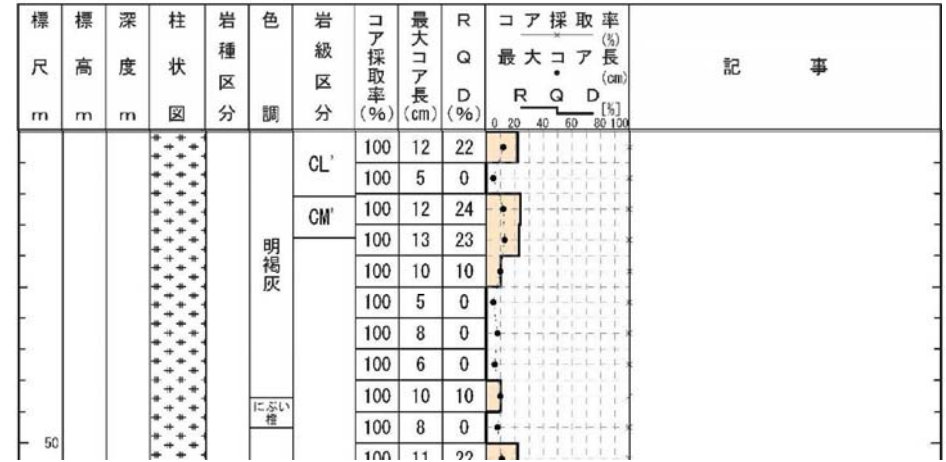 標尺m 標高m 深度m 柱状図 岩種区分 色調 岩級区分 コア採取率(%) 最大コア長(cm) RQD(%) コア採取率(%) 最大コア長(cm) RQD[%] 記事
0 20 40 60 80 100
CL'
CM'
明褐灰
にぶい橙
50
100 12 22
100 5 0
100 12 24
100 13 23
100 10 10
100 5 0
100 8 0
100 6 0
100 10 10
100 8 0
100 11 22